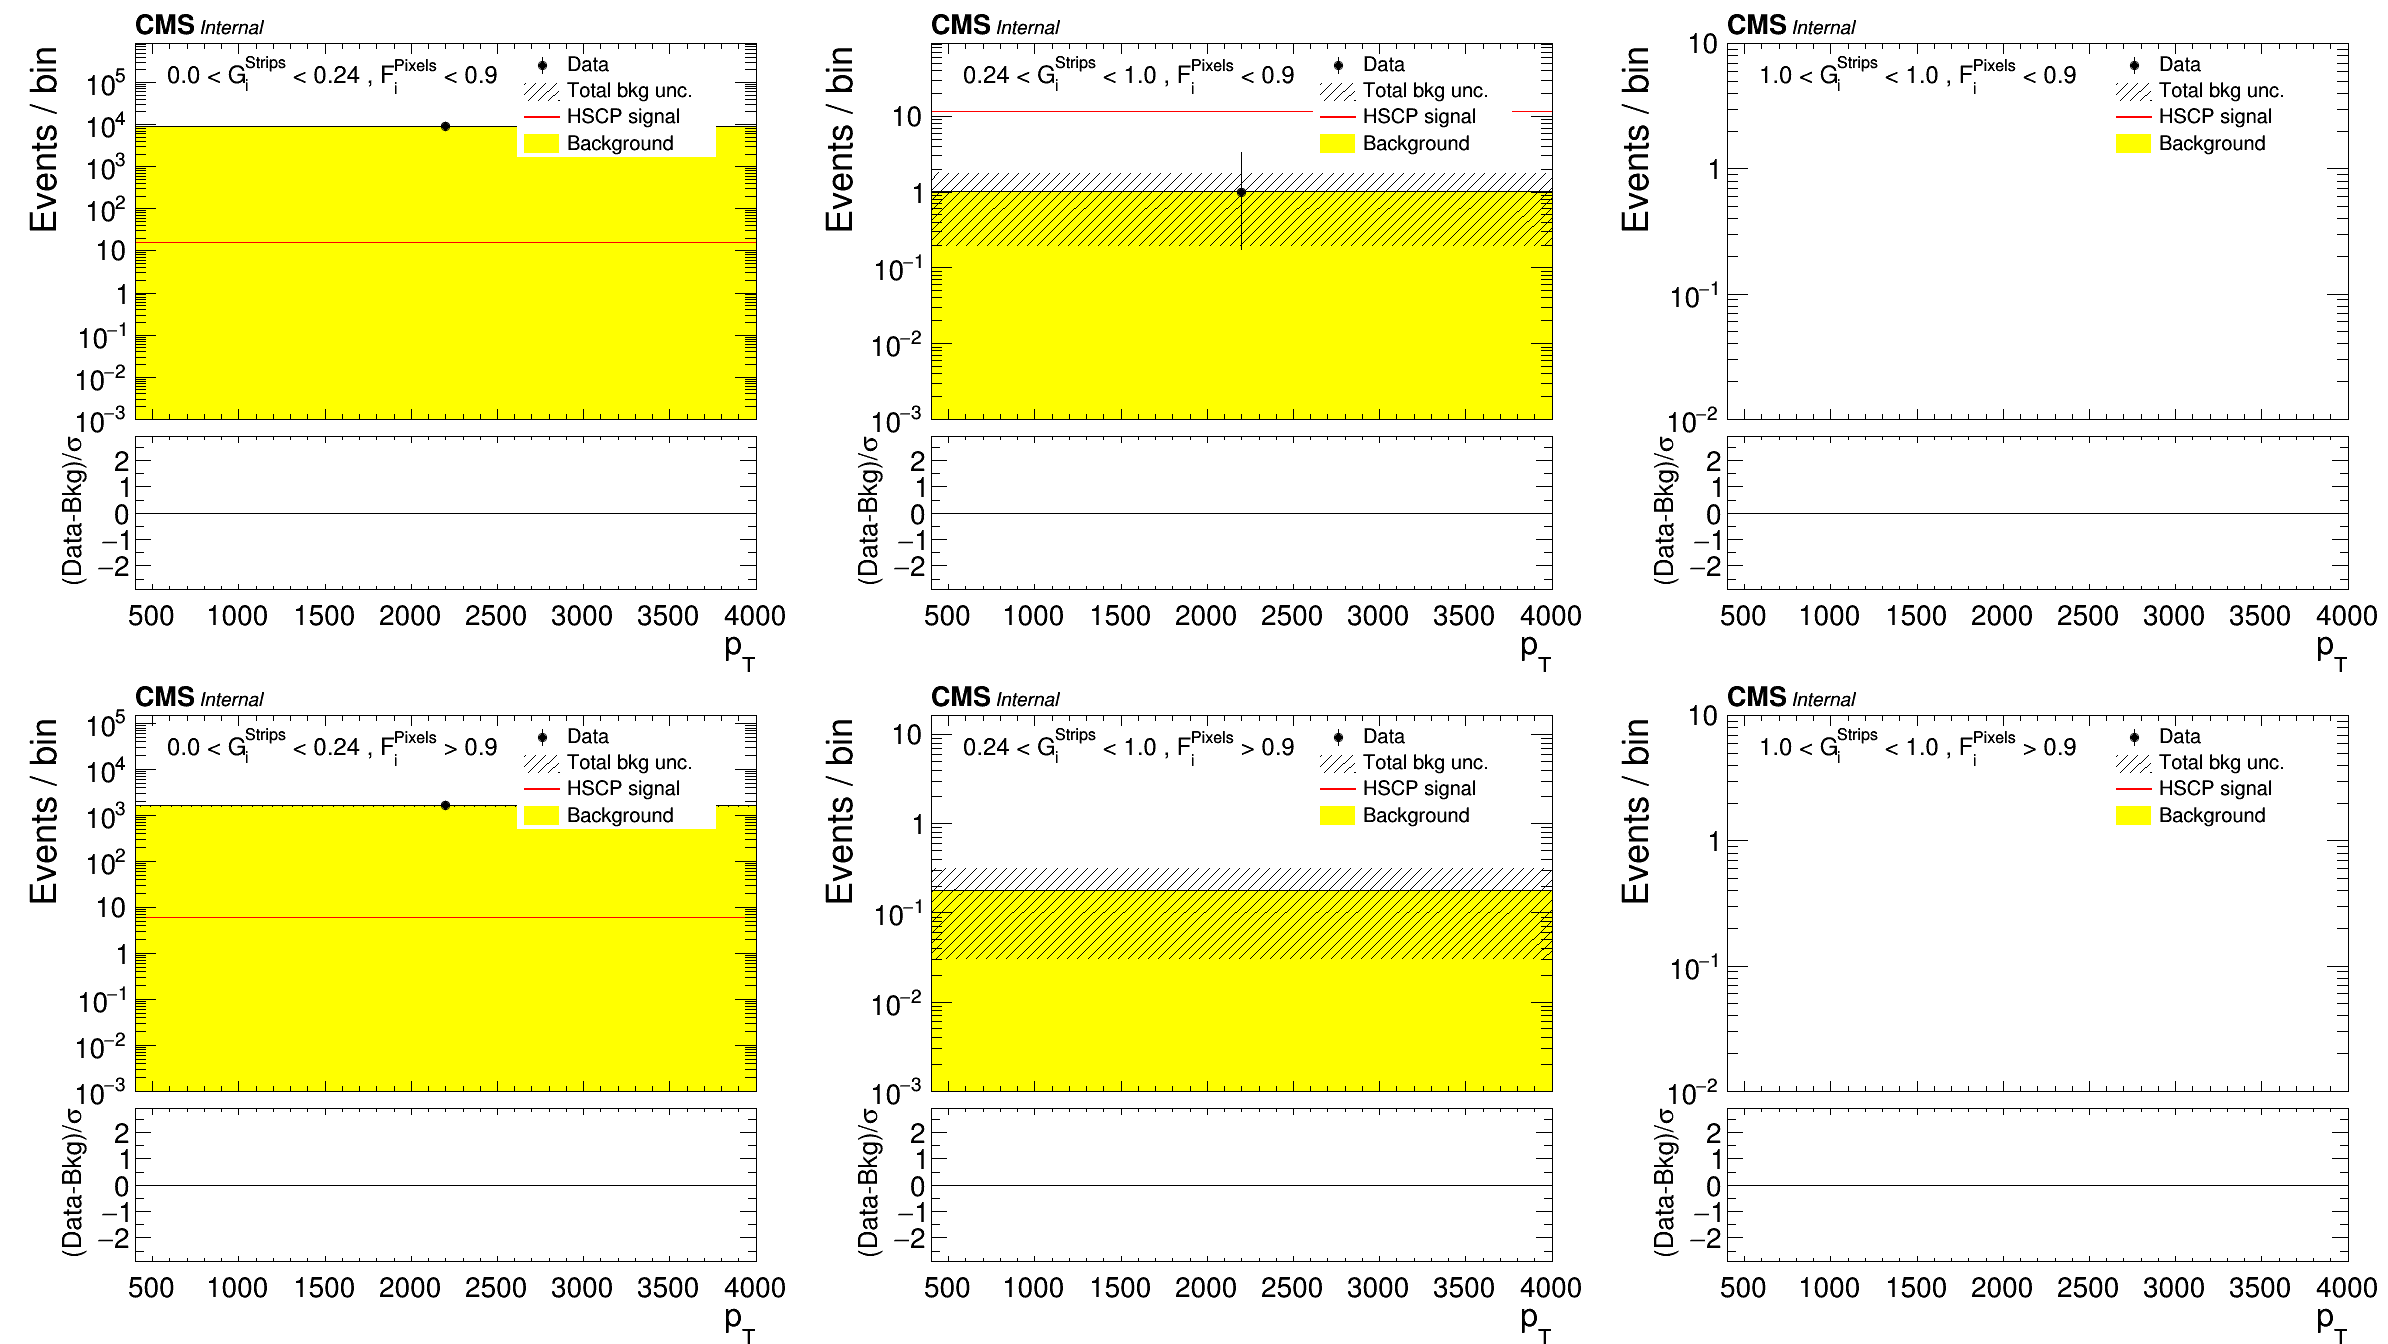 CMS Internal
Events / bin
0.0 < G_i^Strips < 0.24 , F_i^Pixels < 0.9
Data
Total bkg unc.
HSCP signal
Background
10^5
10^4
10^3
10^2
10
1
10^−1
10^−2
10^−3
(Data-Bkg)/σ
2
1
0
−1
−2
500 1000 1500 2000 2500 3000 3500 4000
p_T
CMS Internal
Events / bin
0.24 < G_i^Strips < 1.0 , F_i^Pixels < 0.9
Data
Total bkg unc.
HSCP signal
Background
10
1
10^−1
10^−2
10^−3
(Data-Bkg)/σ
2
1
0
−1
−2
500 1000 1500 2000 2500 3000 3500 4000
p_T
CMS Internal
Events / bin
1.0 < G_i^Strips < 1.0 , F_i^Pixels < 0.9
Data
Total bkg unc.
HSCP signal
Background
10
1
10^−1
10^−2
(Data-Bkg)/σ
2
1
0
−1
−2
500 1000 1500 2000 2500 3000 3500 4000
p_T
CMS Internal
Events / bin
0.0 < G_i^Strips < 0.24 , F_i^Pixels > 0.9
Data
Total bkg unc.
HSCP signal
Background
10^5
10^4
10^3
10^2
10
1
10^−1
10^−2
10^−3
(Data-Bkg)/σ
2
1
0
−1
−2
500 1000 1500 2000 2500 3000 3500 4000
p_T
CMS Internal
Events / bin
0.24 < G_i^Strips < 1.0 , F_i^Pixels > 0.9
Data
Total bkg unc.
HSCP signal
Background
10
1
10^−1
10^−2
10^−3
(Data-Bkg)/σ
2
1
0
−1
−2
500 1000 1500 2000 2500 3000 3500 4000
p_T
CMS Internal
Events / bin
1.0 < G_i^Strips < 1.0 , F_i^Pixels > 0.9
Data
Total bkg unc.
HSCP signal
Background
10
1
10^−1
10^−2
(Data-Bkg)/σ
2
1
0
−1
−2
500 1000 1500 2000 2500 3000 3500 4000
p_T